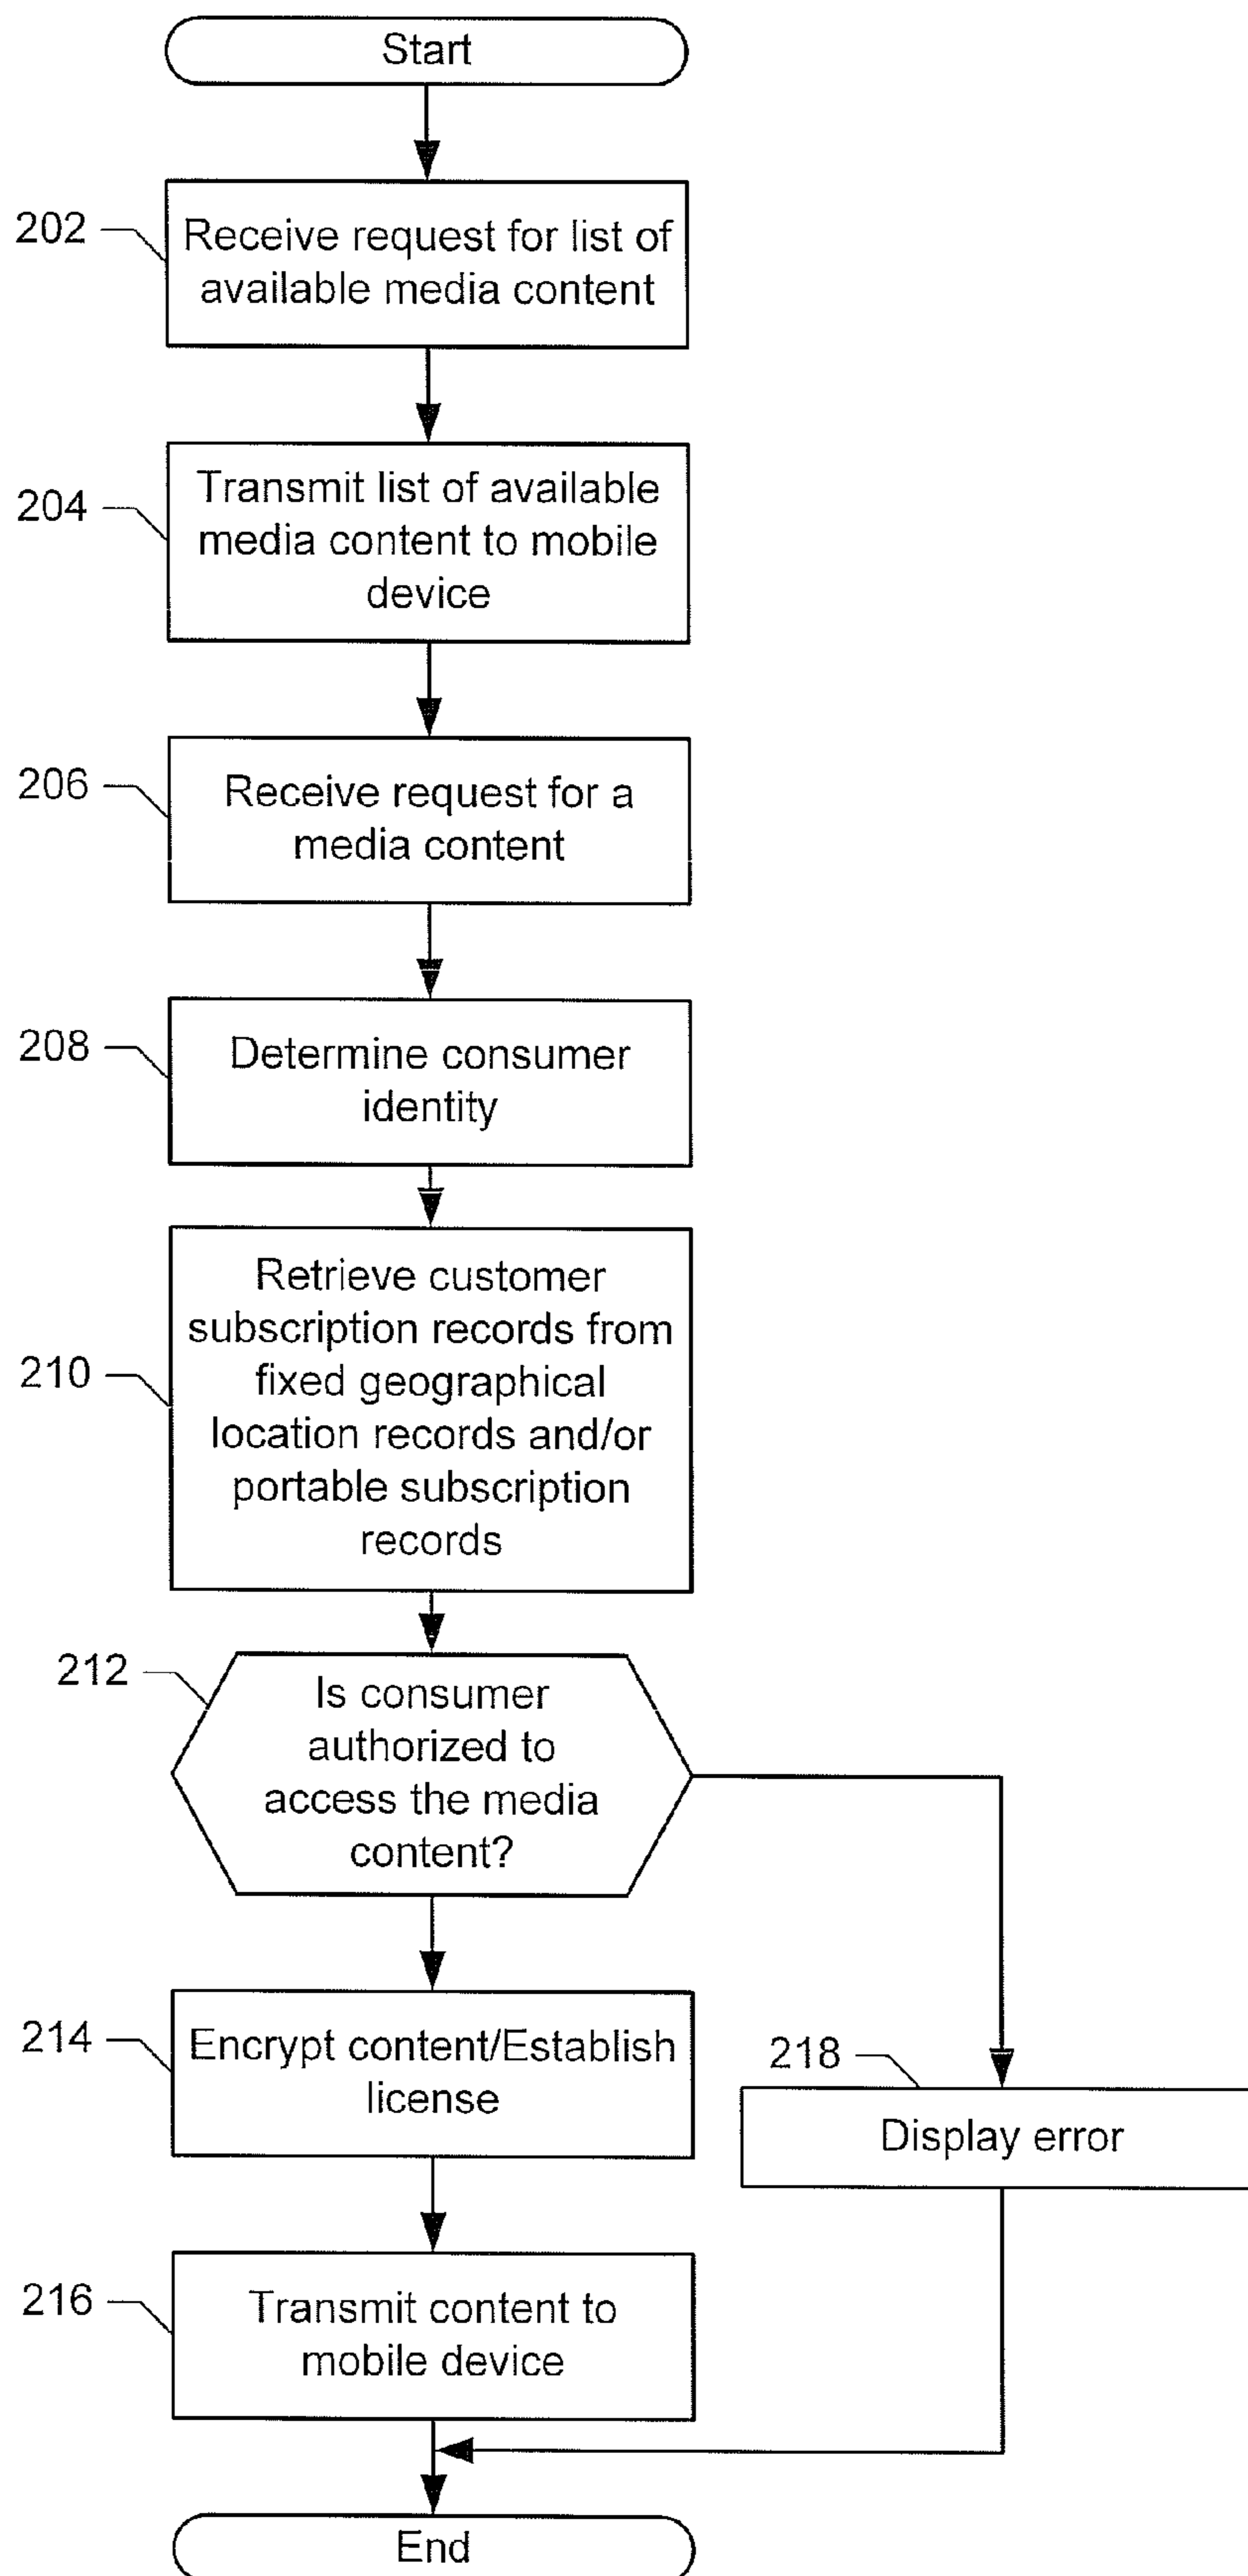 Start
202
Receive request for list of
available media content
204
Transmit list of available
media content to mobile
device
206
Receive request for a
media content
208
Determine consumer
identity
210
Retrieve customer
subscription records from
fixed geographical
location records and/or
portable subscription
records
212
Is consumer
authorized to
access the media
content?
214
Encrypt content/Establish
license
218
Display error
216
Transmit content to
mobile device
End